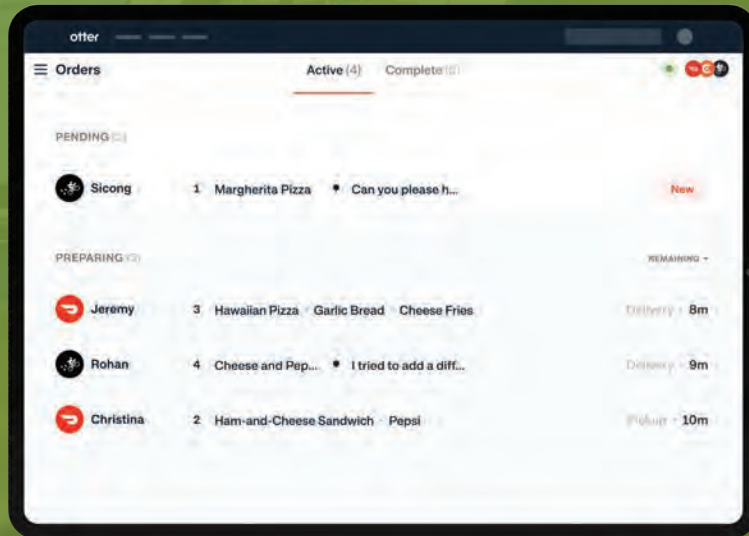 otter
Orders Active (4) Complete
PENDING
Sicong 1 Margherita Pizza Can you please h... New
PREPARING REMAINING
Jeremy 3 Hawaiian Pizza Garlic Bread Cheese Fries Delivery 8m
Rohan 4 Cheese and Pep... I tried to add a diff... Delivery 9m
Christina 2 Ham-and-Cheese Sandwich Pepsi Pickup 10m